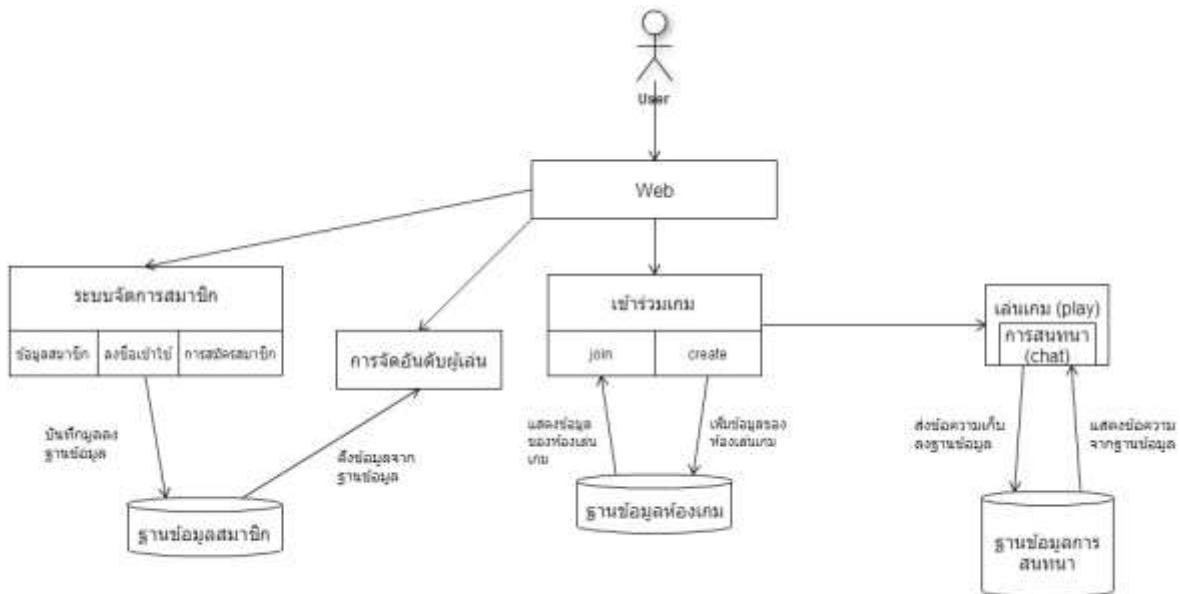 User
Web
ระบบจัดการสมาชิก
ข้อมูลสมาชิก
ลงชื่อเข้าใช้
การสมัครสมาชิก
การจัดอันดับผู้เล่น
เข้าร่วมเกม
join
create
เล่นเกม (play)
การสนทนา
(chat)
บันทึกมูลลง
ฐานข้อมูล
ดึงข้อมูลจาก
ฐานข้อมูล
แสดงข้อมูล
ของห้องเล่น
เกม
เพิ่มข้อมูลของ
ห้องเล่นเกม
ส่งข้อความเก็บ
ลงฐานข้อมูล
แสดงข้อความ
จากฐานข้อมูล
ฐานข้อมูลสมาชิก
ฐานข้อมูลห้องเกม
ฐานข้อมูลการ
สนทนา